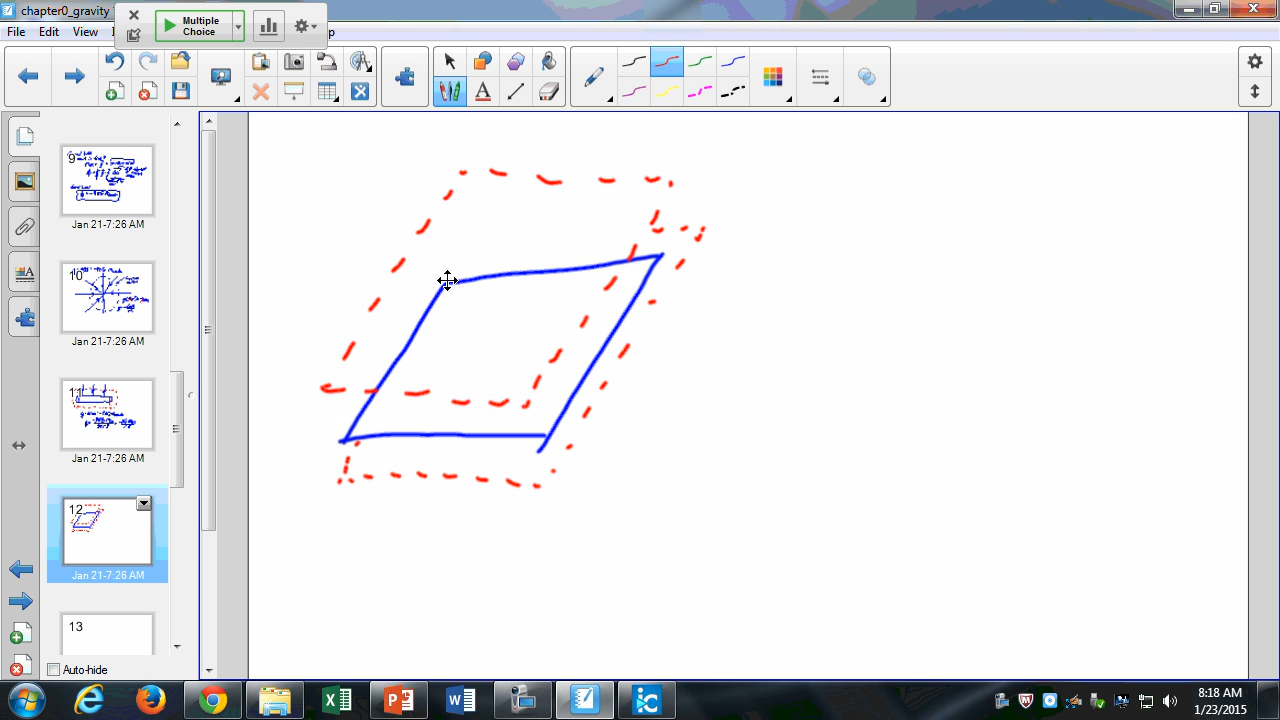 chapter0_gravity
Multiple
Choice
File Edit View
p
9
Jan 21-7:26 AM
10
Jan 21-7:26 AM
11
Jan 21-7:26 AM
12
Jan 21-7:26 AM
13
Auto-hide
8:18 AM
1/23/2015